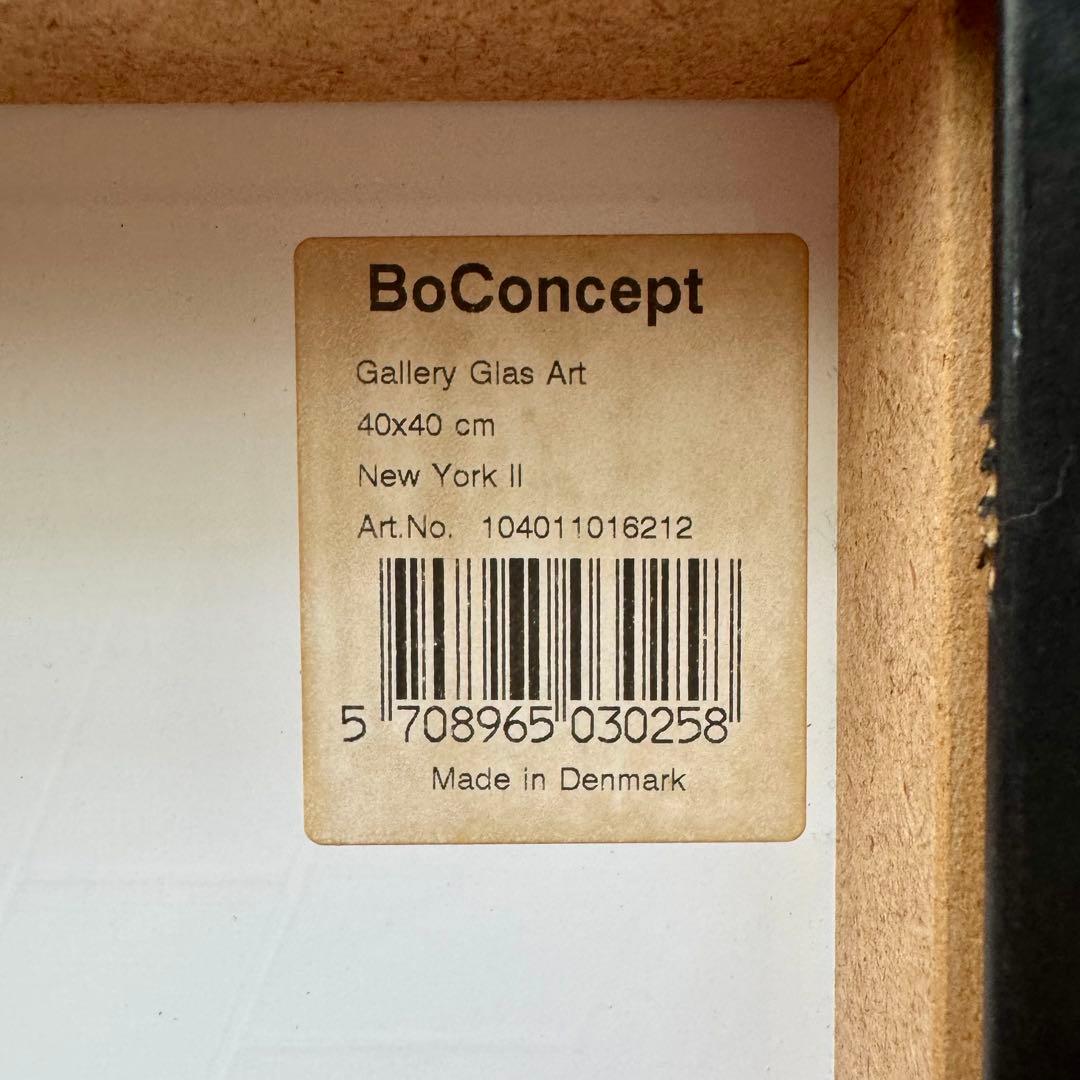 BoConcept
Gallery Glas Art
40x40 cm
New York II
Art.No. 104011016212
5 708965 030258
Made in Denmark